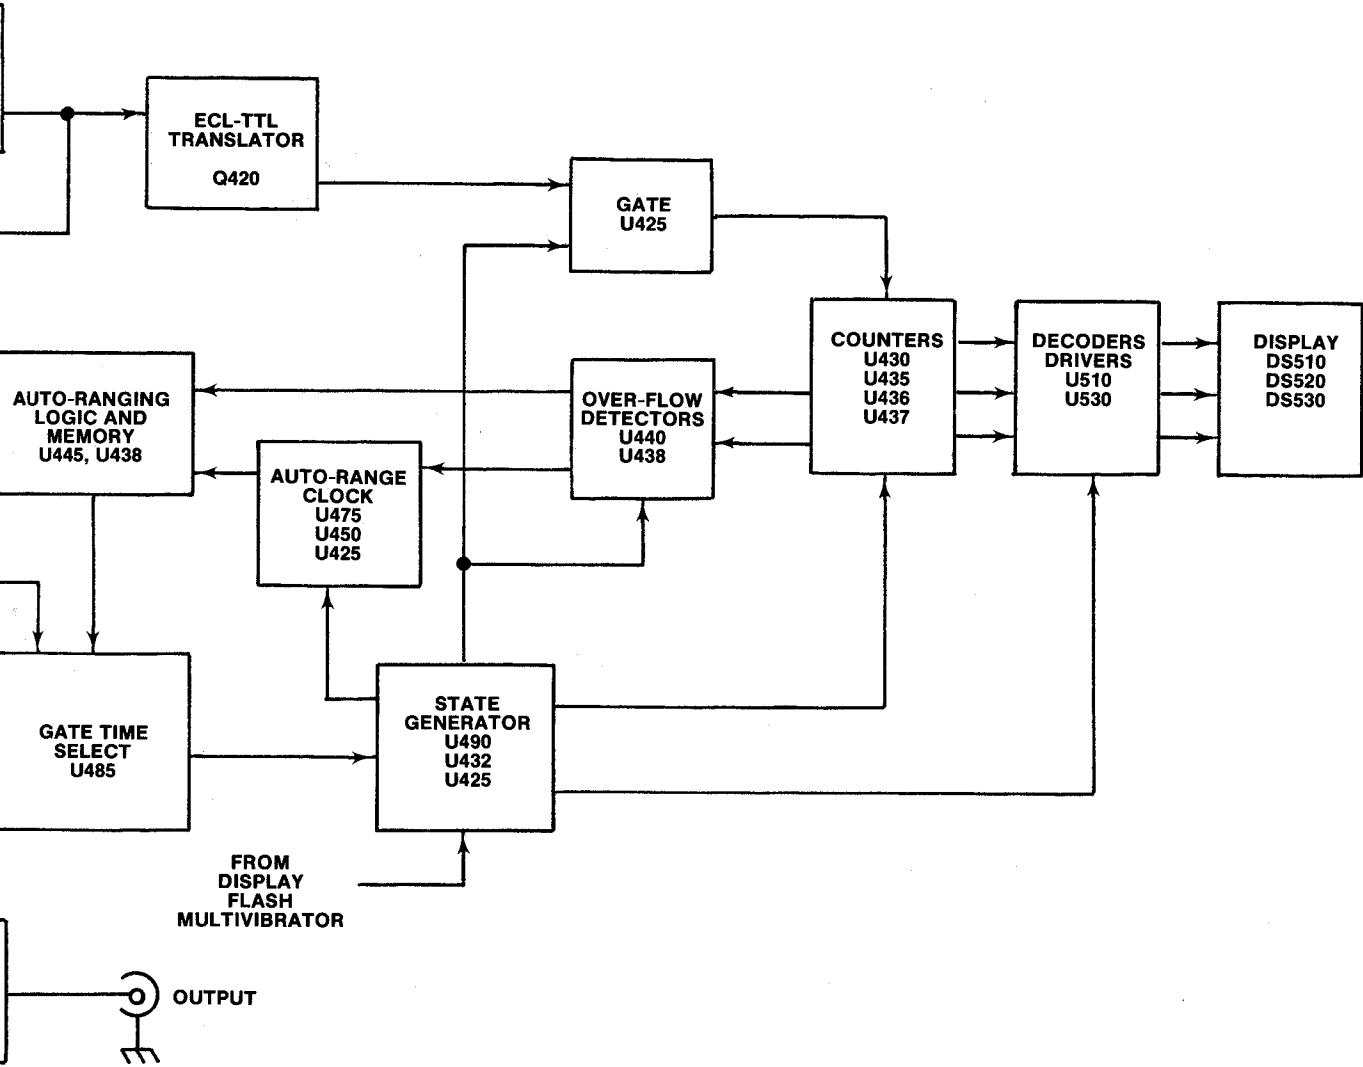 ECL-TTL
TRANSLATOR
Q420
GATE
U425
COUNTERS
U430
U435
U436
U437
DECODERS
DRIVERS
U510
U530
DISPLAY
DS510
DS520
DS530
AUTO-RANGING
LOGIC AND
MEMORY
U445, U438
OVER-FLOW
DETECTORS
U440
U438
AUTO-RANGE
CLOCK
U475
U450
U425
GATE TIME
SELECT
U485
STATE
GENERATOR
U490
U432
U425
FROM
DISPLAY
FLASH
MULTIVIBRATOR
OUTPUT